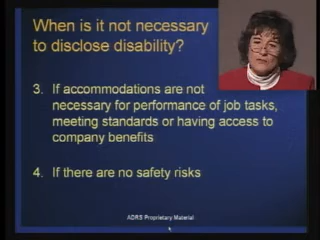 When is it not necessary
to disclose disability?
3. If accommodations are not
necessary for performance of job tasks,
meeting standards or having access to
company benefits
4. If there are no safety risks
ADRS Proprietary Material